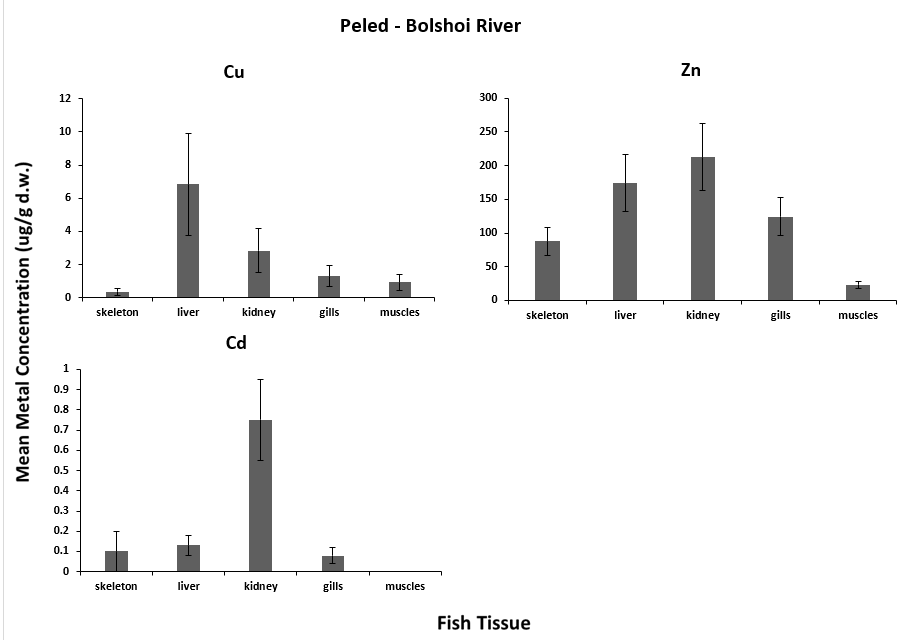 Peled - Bolshoi River
Cu
12
10
8
6
4
2
0
skeleton liver kidney gills muscles
Zn
300
250
200
150
100
50
0
skeleton liver kidney gills muscles
Cd
1
0.9
0.8
0.7
0.6
0.5
0.4
0.3
0.2
0.1
0
skeleton liver kidney gills muscles
Mean Metal Concentration (ug/g d.w.)
Fish Tissue